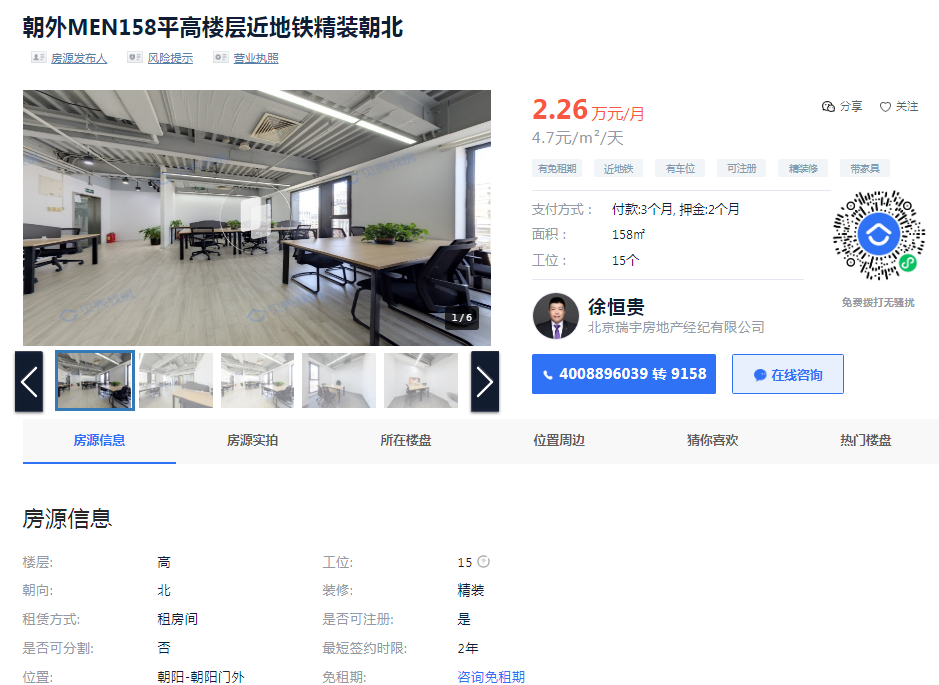 朝外MEN158平高楼层近地铁精装朝北
房源发布人 风险提示 营业执照
2.26 万元/月
分享 关注
4.7元/m²/天
有免租期 近地铁 有车位 可注册 精装修 带家具
支付方式： 付款:3个月, 押金:2个月
面积： 158㎡
工位： 15个
免费拨打无骚扰
徐恒贵
北京瑞宇房地产经纪有限公司
1/6
4008896039 转 9158 在线咨询
房源信息 房源实拍 所在楼盘 位置周边 猜你喜欢 热门楼盘
房源信息
楼层: 高 工位: 15
朝向: 北 装修: 精装
租赁方式: 租房间 是否可注册: 是
是否可分割: 否 最短签约时限: 2年
位置: 朝阳-朝阳门外 免租期: 咨询免租期